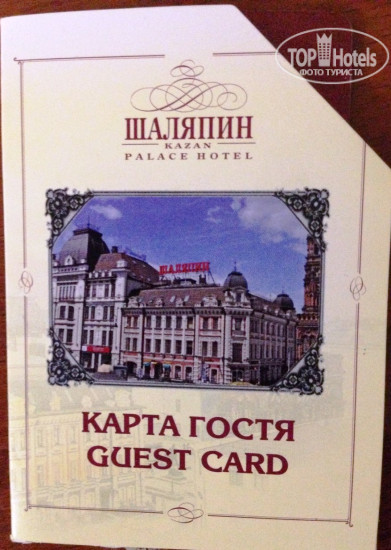 TOP Hotels
ФОТО ТУРИСТА
ШАЛЯПИН
KAZAN
PALACE HOTEL
ШАЛЯПИН
КАРТА ГОСТЯ
GUEST CARD